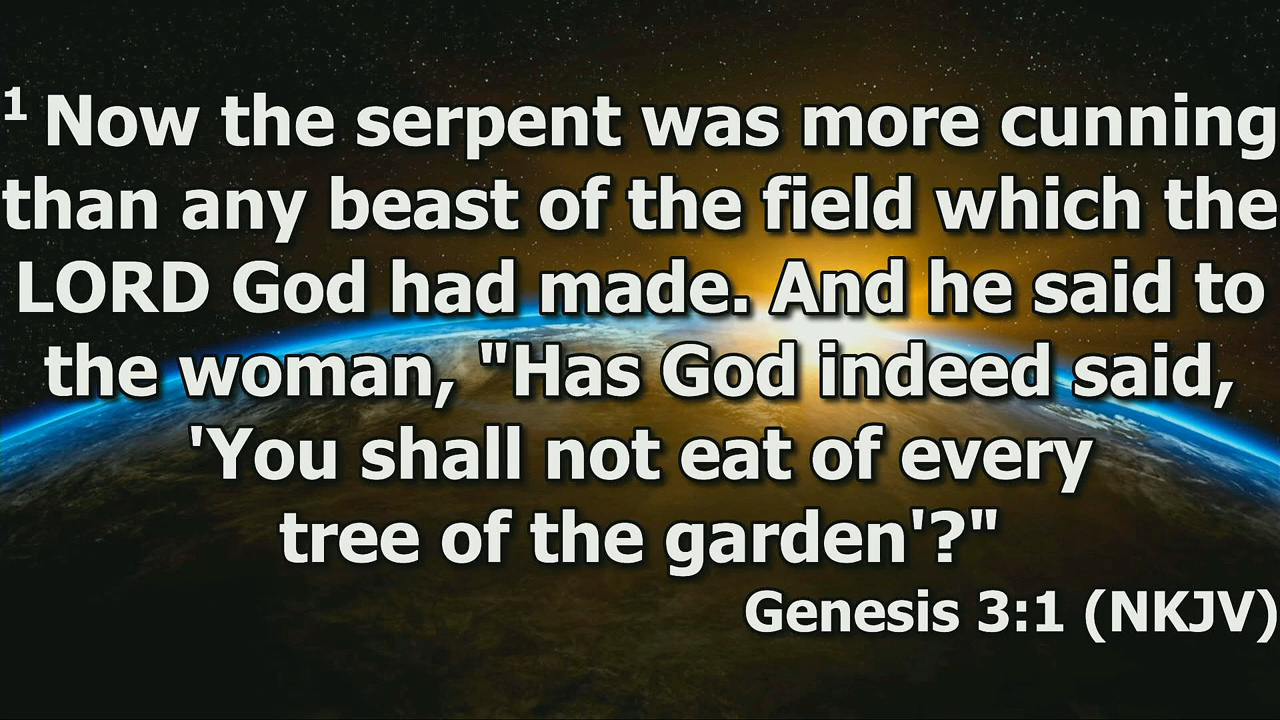 1 Now the serpent was more cunning
than any beast of the field which the
LORD God had made. And he said to
the woman, "Has God indeed said,
'You shall not eat of every
tree of the garden'?"
Genesis 3:1 (NKJV)